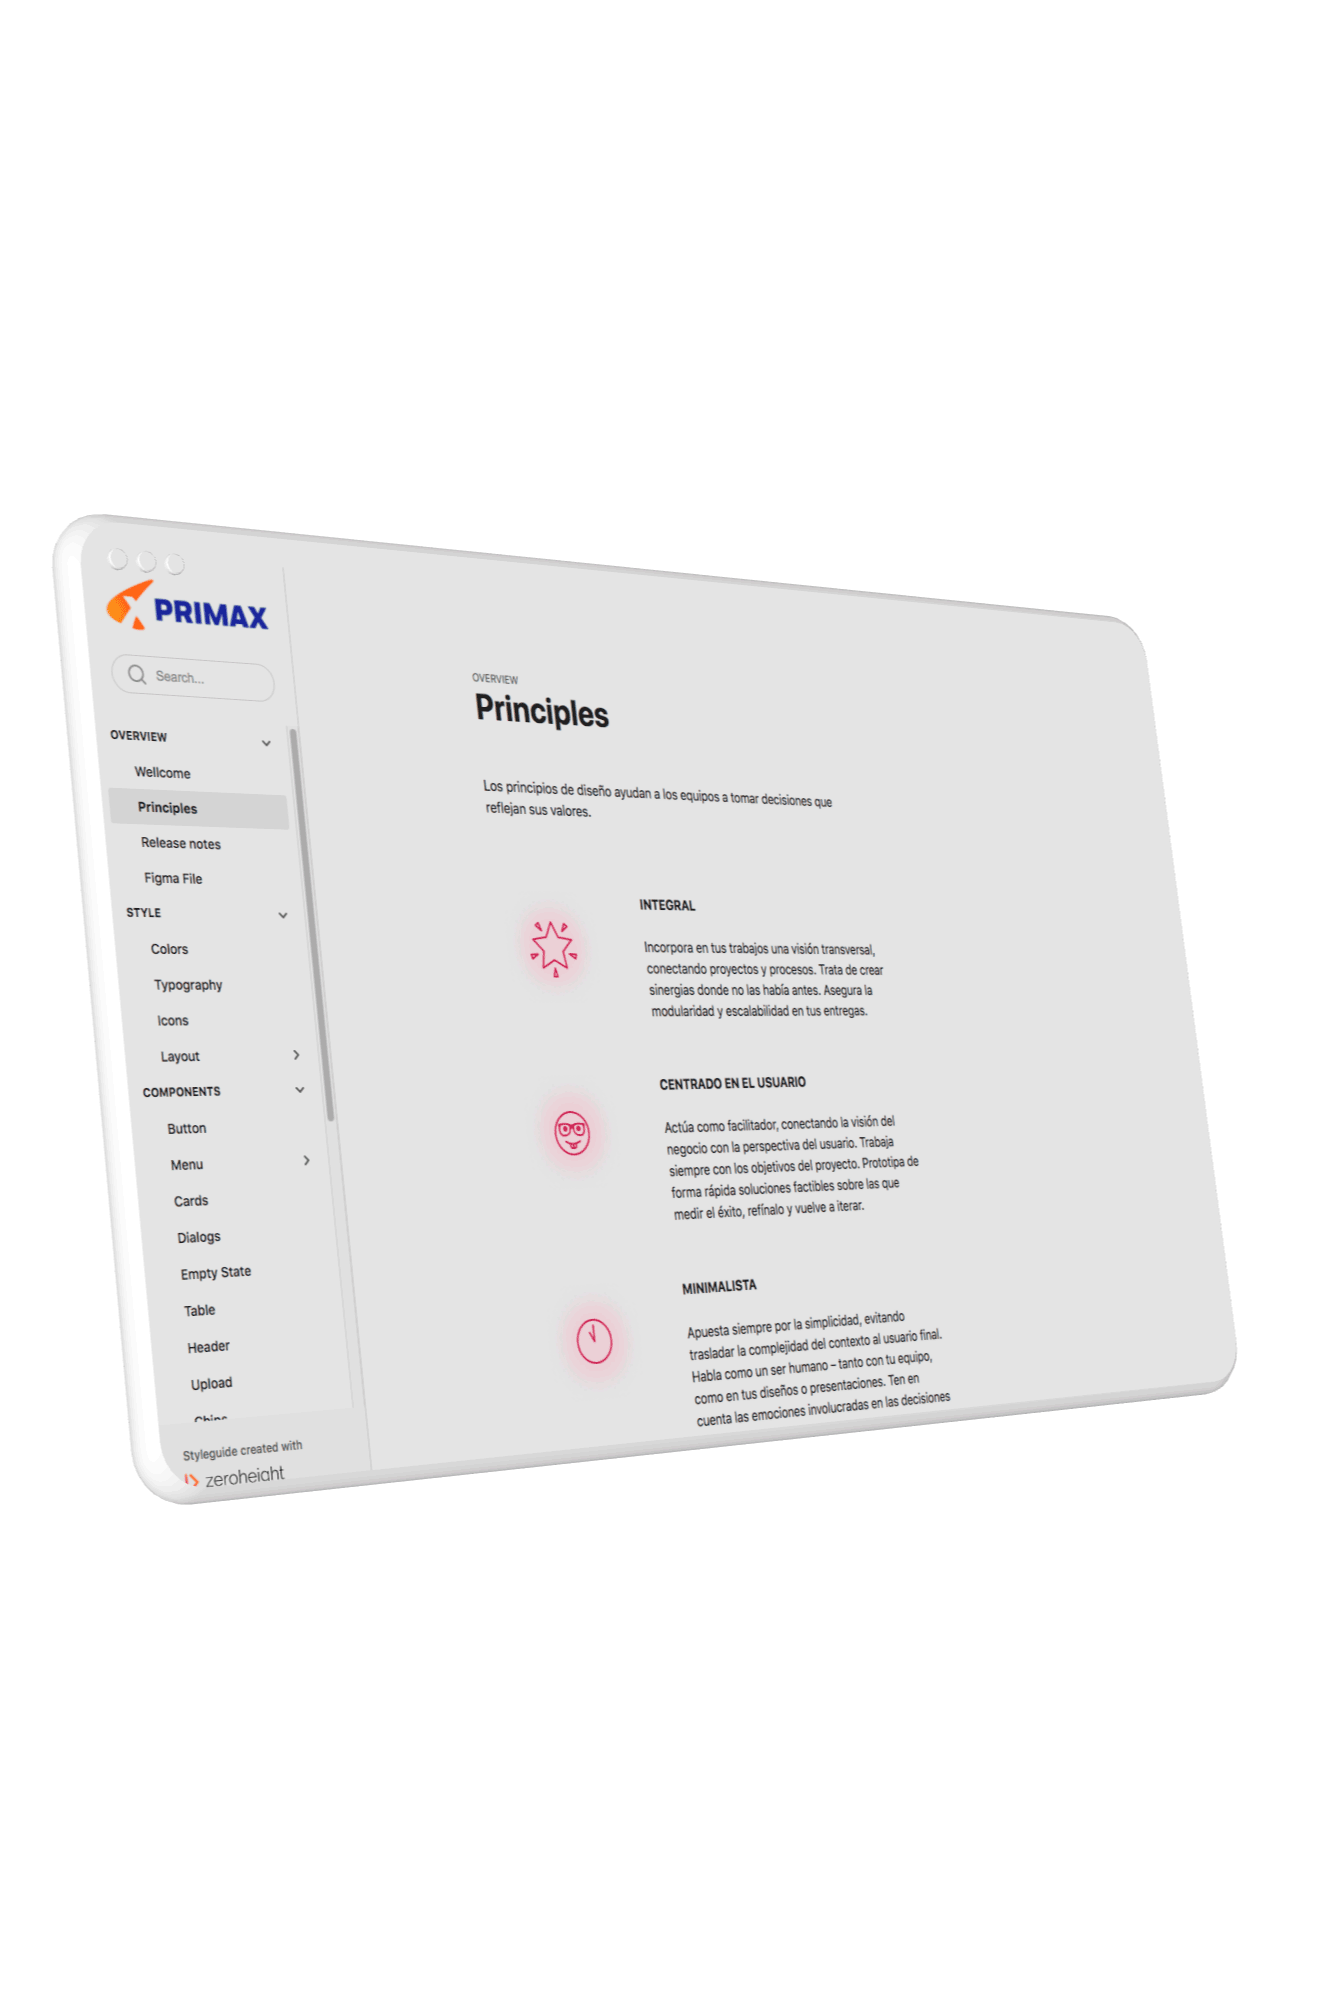 PRIMAX
Search...
OVERVIEW
Wellcome
Principles
Release notes
Figma File
STYLE
Colors
Typography
Icons
Layout
COMPONENTS
Button
Menu
Cards
Dialogs
Empty State
Table
Header
Upload
Chips
Styleguide created with
zeroheight
OVERVIEW
Principles
Los principios de diseño ayudan a los equipos a tomar decisiones que
reflejan sus valores.
INTEGRAL
Incorpora en tus trabajos una visión transversal,
conectando proyectos y procesos. Trata de crear
sinergias donde no las había antes. Asegura la
modularidad y escalabilidad en tus entregas.
CENTRADO EN EL USUARIO
Actúa como facilitador, conectando la visión del
negocio con la perspectiva del usuario. Trabaja
siempre con los objetivos del proyecto. Prototipa de
forma rápida soluciones factibles sobre las que
medir el éxito, refínalo y vuelve a iterar.
MINIMALISTA
Apuesta siempre por la simplicidad, evitando
trasladar la complejidad del contexto al usuario final.
Habla como un ser humano – tanto con tu equipo,
como en tus diseños o presentaciones. Ten en
cuenta las emociones involucradas en las decisiones